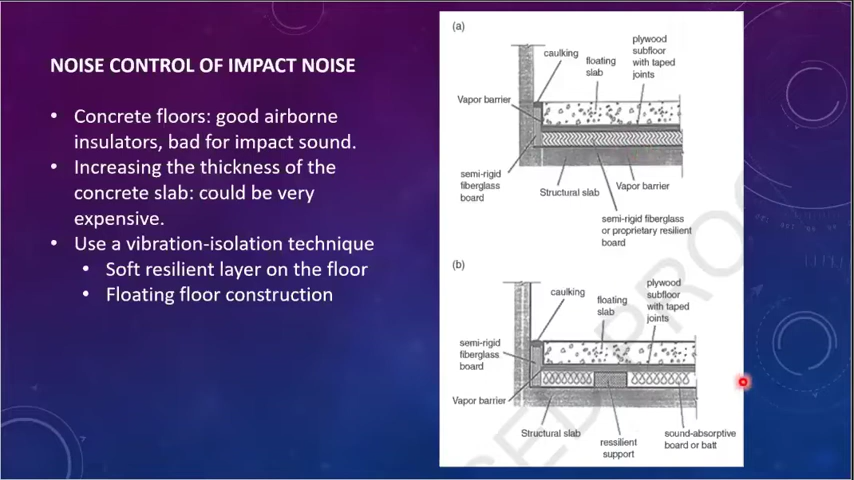 NOISE CONTROL OF IMPACT NOISE
• Concrete floors: good airborne
insulators, bad for impact sound.
• Increasing the thickness of the
concrete slab: could be very
expensive.
• Use a vibration-isolation technique
• Soft resilient layer on the floor
• Floating floor construction
(a)
caulking
floating
slab
plywood
subfloor
with taped
joints
Vapor barrier
semi-rigid
fiberglass
board
Structural slab
Vapor barrier
semi-rigid fiberglass
or proprietary resilient
board
(b)
caulking
floating
slab
plywood
subfloor
with taped
joints
semi-rigid
fiberglass
board
Vapor barrier
Structural slab
ressilient
support
sound-absorptive
board or batt